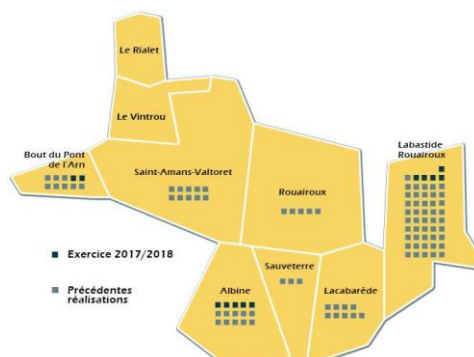 Le Rialet
Le Vintrou
Bout du Pont
de l'Arn
Saint-Amans-Valtoret
Labastide
Rouairoux
Rouairoux
Exercice 2017/2018
Sauveterre
Précédentes
réalisations
Albine
Lacabarède